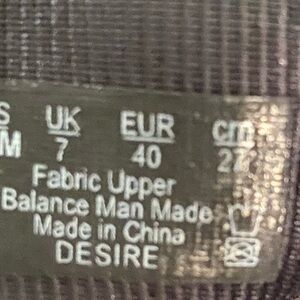 S UK EUR cm
M 7 40
Fabric Upper
Balance Man Made
Made in China
DESIRE